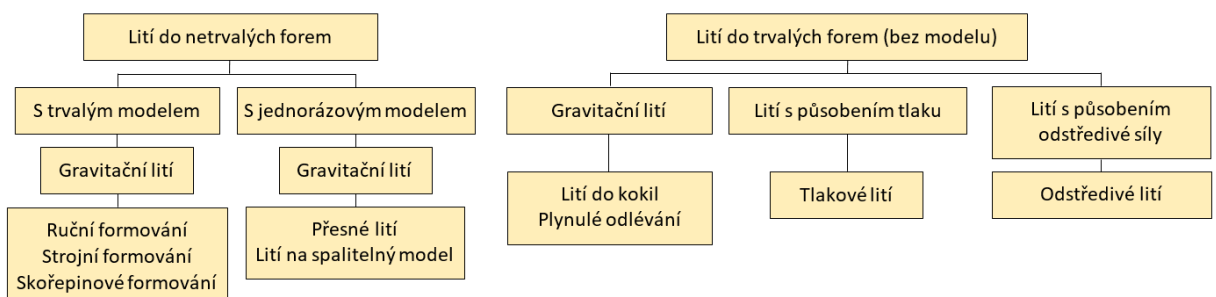 Lití do netrvalých forem
S trvalým modelem
Gravitační lití
Ruční formování
Strojní formování
Skořepinové formování
S jednorázovým modelem
Gravitační lití
Přesné lití
Lití na spalitelný model
Lití do trvalých forem (bez modelu)
Gravitační lití
Lití do kokil
Plynulé odlévání
Lití s působením tlaku
Tlakové lití
Lití s působením
odstředivé síly
Odstředivé lití